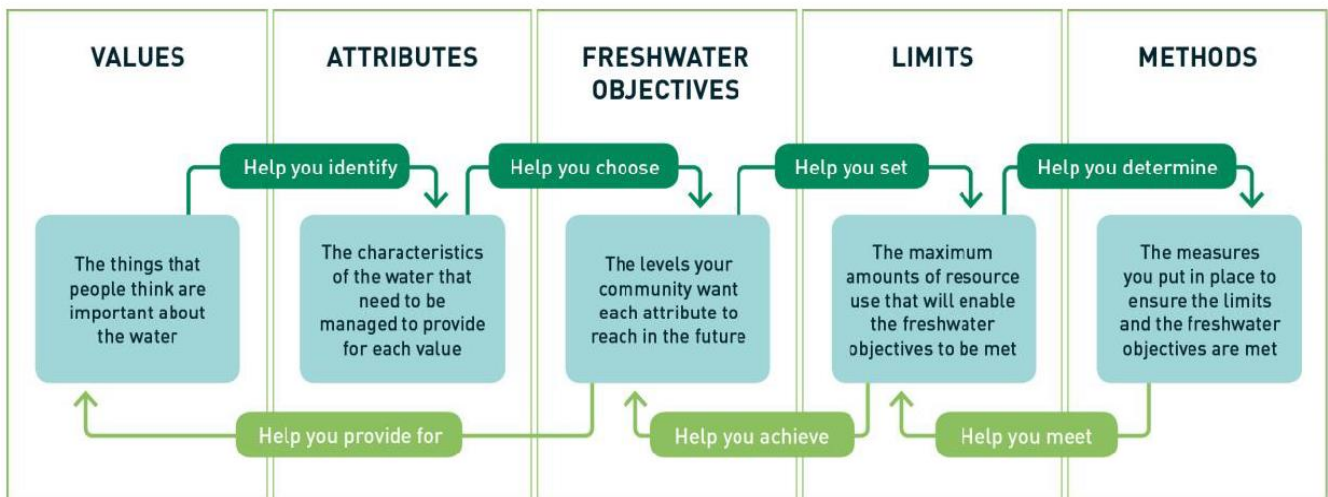 VALUES
ATTRIBUTES
FRESHWATER
OBJECTIVES
LIMITS
METHODS
Help you identify
Help you choose
Help you set
Help you determine
The things that
people think are
important about
the water
The characteristics
of the water that
need to be
managed to provide
for each value
The levels your
community want
each attribute to
reach in the future
The maximum
amounts of resource
use that will enable
the freshwater
objectives to be met
The measures
you put in place to
ensure the limits
and the freshwater
objectives are met
Help you provide for
Help you achieve
Help you meet